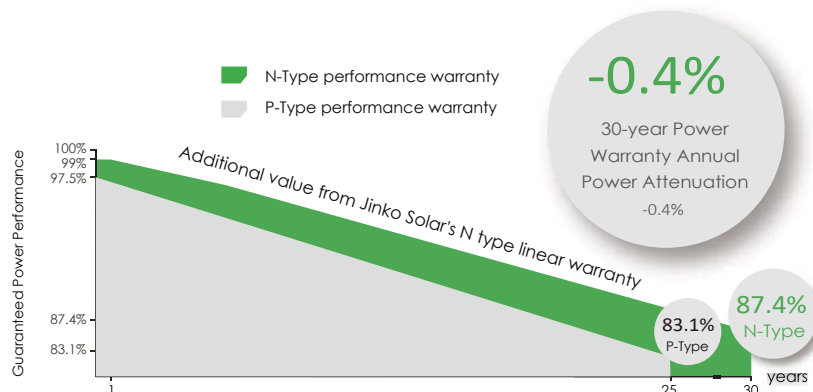 -0.4%
30-year Power
Warranty Annual
Power Attenuation
-0.4%
N-Type performance warranty
P-Type performance warranty
Guaranteed Power Performance
100%
99%
97.5%
87.4%
83.1%
Additional value from Jinko Solar's N type linear warranty
83.1%
P-Type
87.4%
N-Type
1
25
30
years